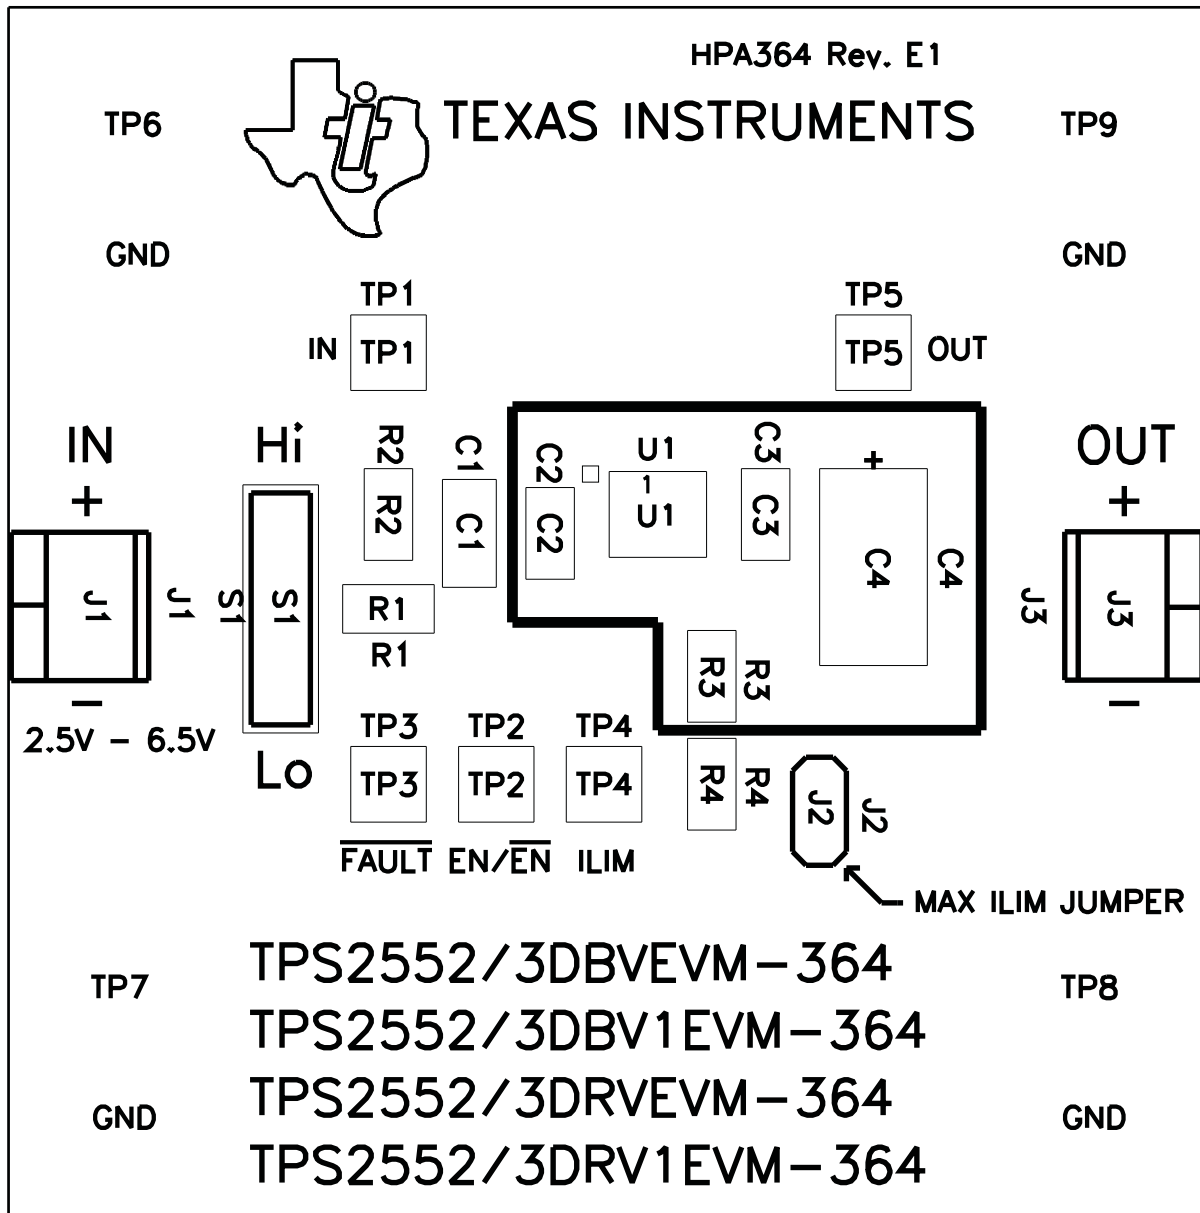 HPA364 Rev. E1
TEXAS INSTRUMENTS
TP6
TP9
GND
GND
TP1
TP5
IN
TP1
TP5
OUT
IN
Hi
R2
C1
C2
U1
C3
+
OUT
+
+
R2
C1
C2
1
U1
C3
C4
C4
J1
J1
S1
S1
R1
R1
J3
J3
R3
R3
−
−
2.5V − 6.5V
Lo
TP3
TP2
TP4
TP3
TP2
TP4
R4
R4
J2
J2
FAULT
EN/EN
ILIM
MAX ILIM JUMPER
TPS2552/3DBVEVM−364
TP7
TP8
TPS2552/3DBV1EVM−364
TPS2552/3DRVEVM−364
GND
GND
TPS2552/3DRV1EVM−364